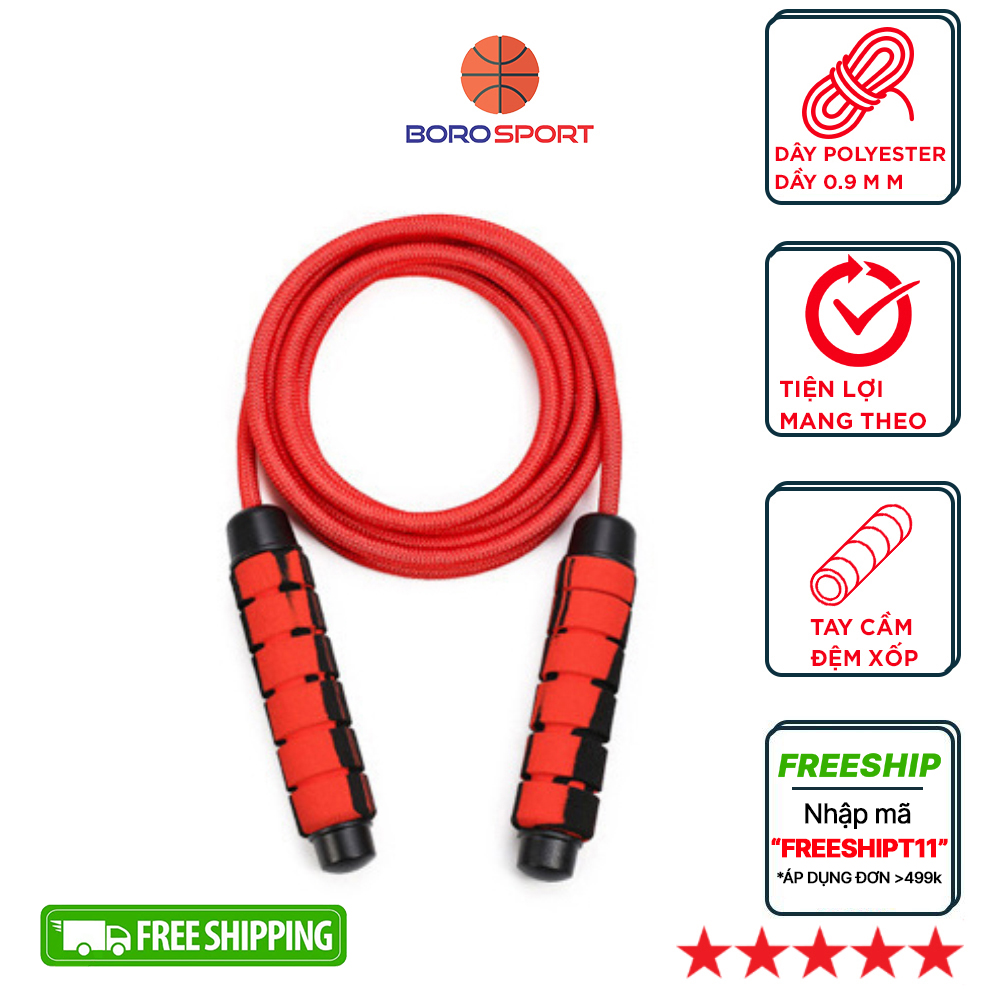 BORO SPORT
DÂY POLYESTER
DẦY 0.9 M M
TIỆN LỢI
MANG THEO
TAY CẦM
ĐỆM XỐP
FREESHIP
Nhập mã
“FREESHIPT11”
*ÁP DỤNG ĐƠN >499k
FREE SHIPPING